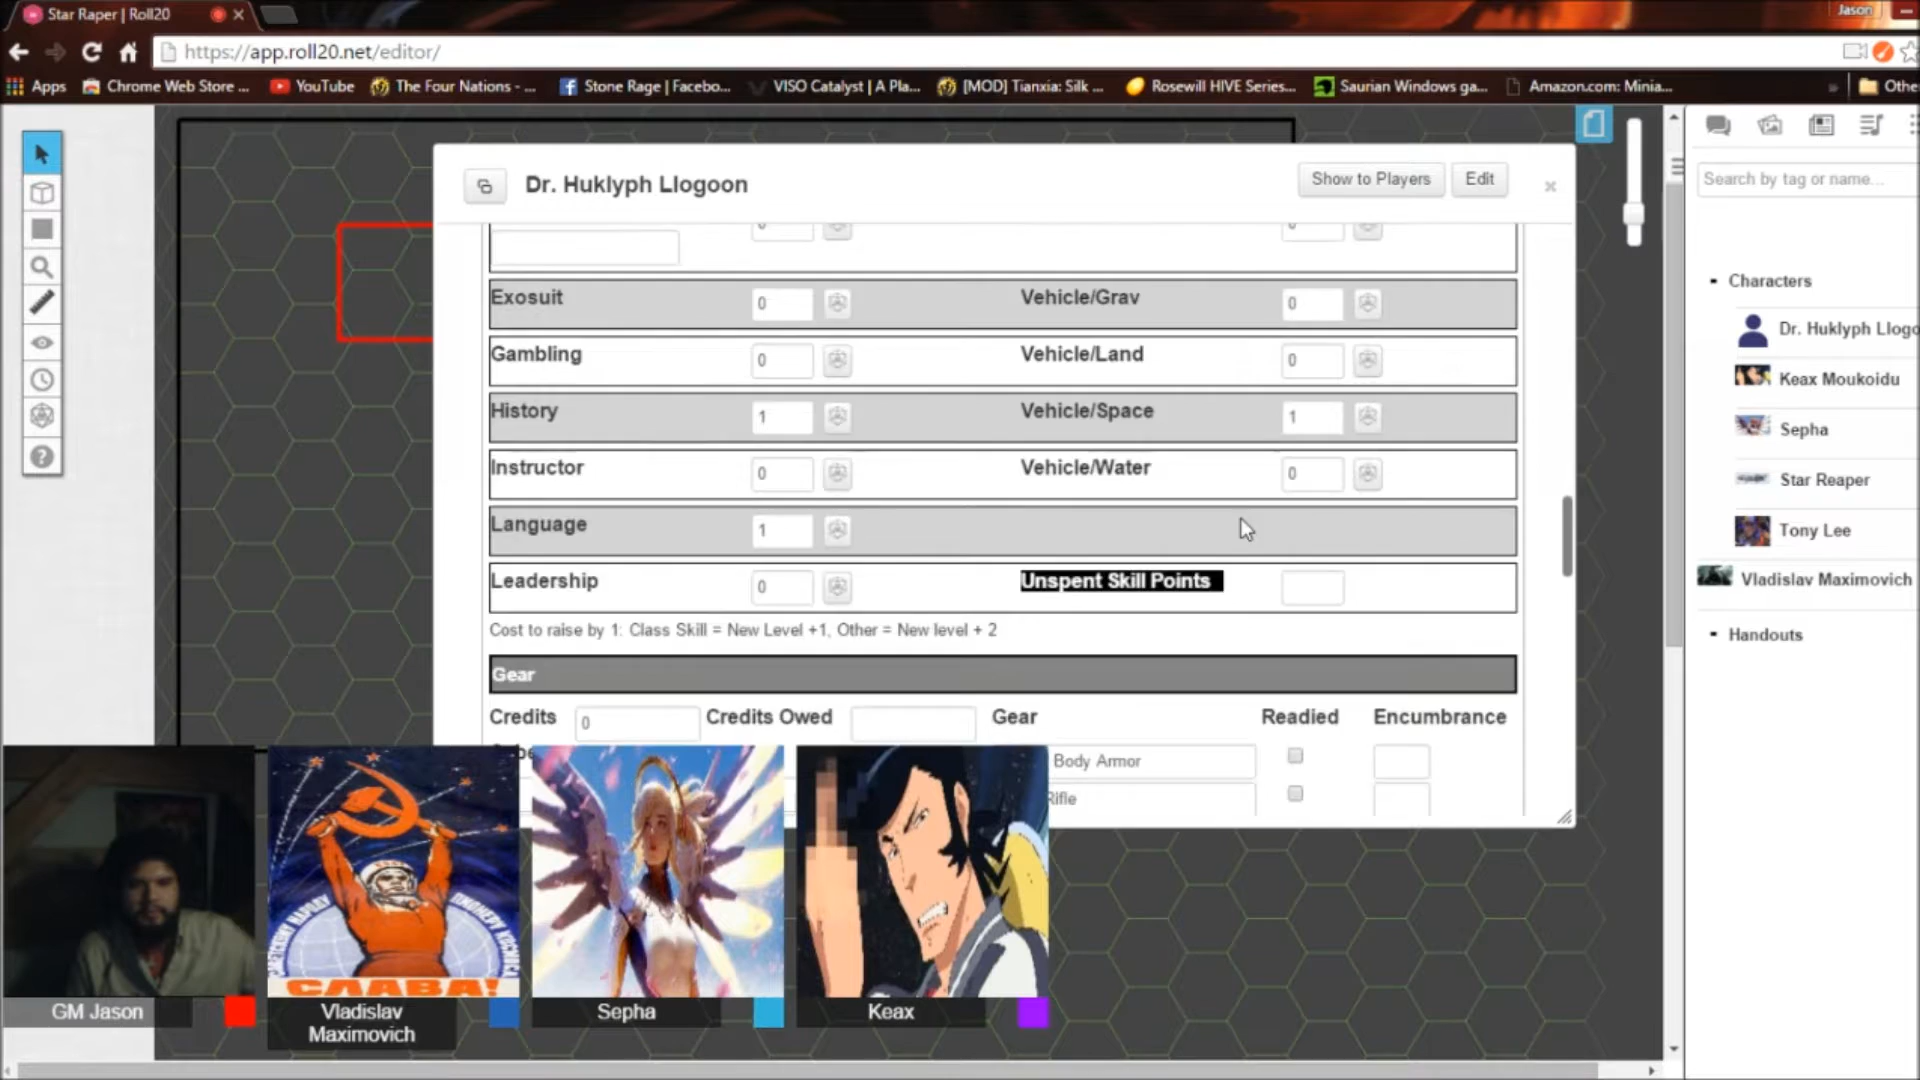 Star Raper | Roll20
Jason
https://app.roll20.net/editor/
Apps
Chrome Web Store ...
YouTube
The Four Nations - ...
Stone Rage | Facebo...
VISO Catalyst | A Pla...
[MOD] Tianxia: Silk ...
Rosewill HIVE Series...
Saurian Windows ga...
Amazon.com: Minia...
Othe
Dr. Huklyph Llogoon
Show to Players
Edit
Search by tag or name...
Exosuit 0 Vehicle/Grav 0
Gambling 0 Vehicle/Land 0
History 1 Vehicle/Space 1
Instructor 0 Vehicle/Water 0
Language 1
Leadership 0 Unspent Skill Points
Cost to raise by 1: Class Skill = New Level +1, Other = New level + 2
Gear
Credits 0 Credits Owed Gear Readied Encumbrance
Body Armor
Rifle
Characters
Dr. Huklyph Llogo
Keax Moukoidu
Sepha
Star Reaper
Tony Lee
Vladislav Maximovich
Handouts
СЛАВА!
GM Jason
Vladislav
Maximovich
Sepha
Keax